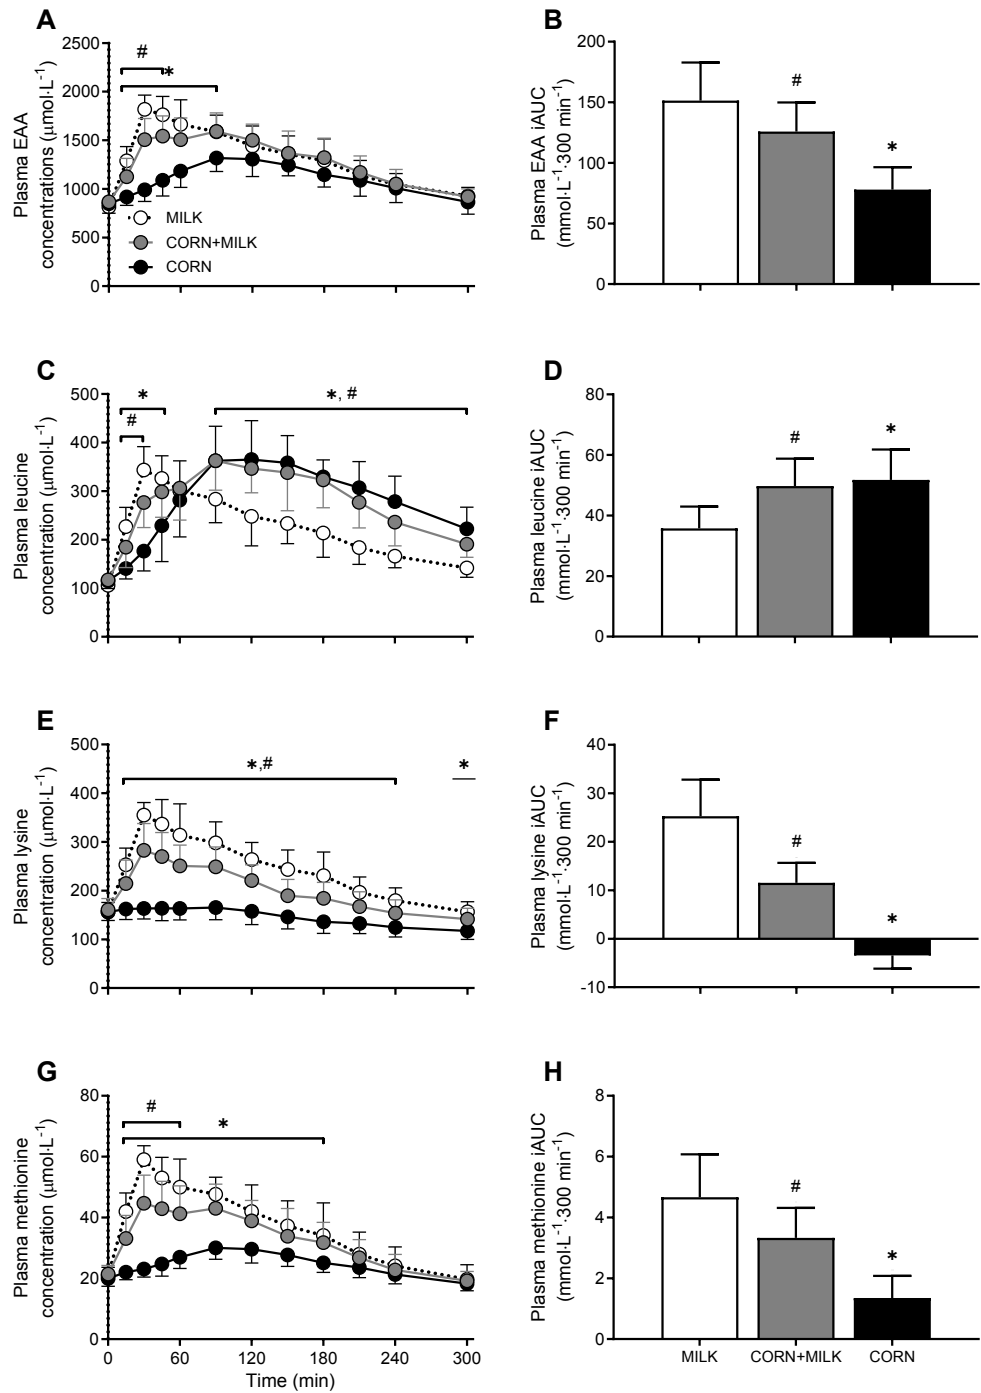 A
Plasma EAA
concentrations (μmol·L⁻¹)
2500
2000
1500
1000
500
0
#
*
MILK
CORN+MILK
CORN
B
Plasma EAA iAUC
(mmol·L⁻¹·300 min⁻¹)
200
150
100
50
0
#
*
C
Plasma leucine
concentration (μmol·L⁻¹)
500
400
300
200
100
0
*
#
*, #
D
Plasma leucine iAUC
(mmol·L⁻¹·300 min⁻¹)
80
60
40
20
0
#
*
E
Plasma lysine
concentration (μmol·L⁻¹)
500
400
300
200
100
0
*,#
*
F
Plasma lysine iAUC
(mmol·L⁻¹·300 min⁻¹)
40
30
20
10
0
-10
#
*
G
Plasma methionine
concentration (μmol·L⁻¹)
80
60
40
20
0
#
*
0 60 120 180 240 300
Time (min)
H
Plasma methionine iAUC
(mmol·L⁻¹·300 min⁻¹)
8
6
4
2
0
#
*
MILK CORN+MILK CORN